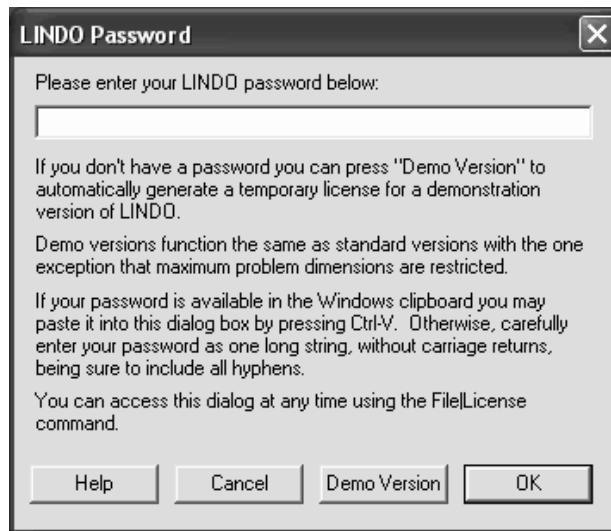 LINDO Password
Please enter your LINDO password below:
If you don't have a password you can press "Demo Version" to
automatically generate a temporary license for a demonstration
version of LINDO.
Demo versions function the same as standard versions with the one
exception that maximum problem dimensions are restricted.
If your password is available in the Windows clipboard you may
paste it into this dialog box by pressing Ctrl-V.  Otherwise, carefully
enter your password as one long string, without carriage returns,
being sure to include all hyphens.
You can access this dialog at any time using the File|License
command.
Help Cancel Demo Version OK